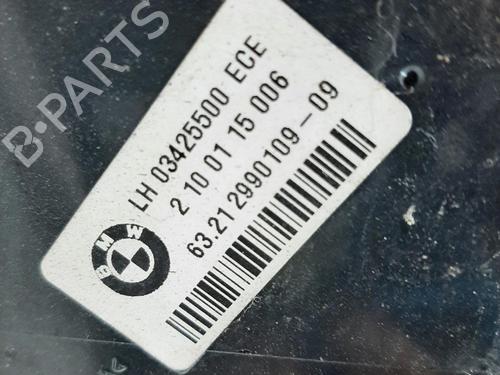 B-PARTS
LH 03425500 ECE
2 10 01 15 006
63.21 2990109-09
BMW